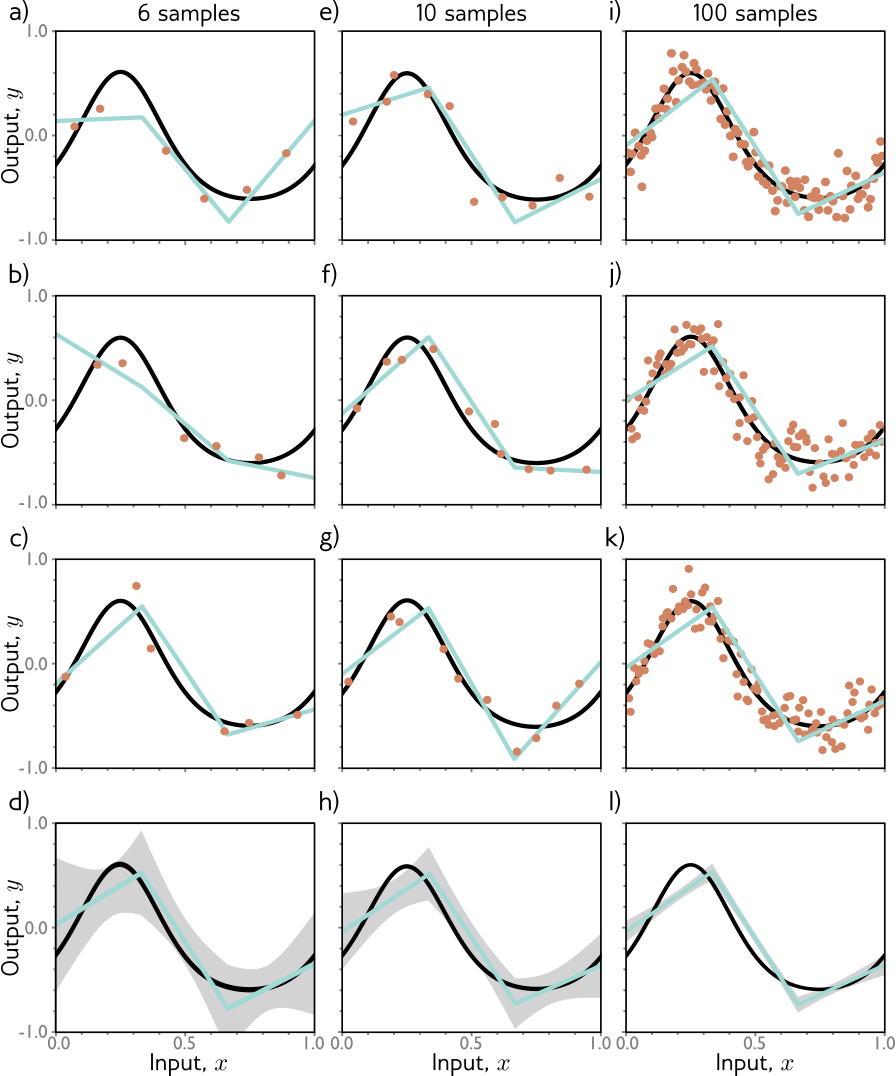 a) 6 samples e) 10 samples i) 100 samples
1.0
Output, y
0.0
-1.0
b) f) j)
1.0
Output, y
0.0
-1.0
c) g) k)
1.0
Output, y
0.0
-1.0
d) h) l)
1.0
Output, y
0.0
-1.0
0.0 0.5 1.0 0.0 0.5 1.0 0.0 0.5 1.0
Input, x Input, x Input, x